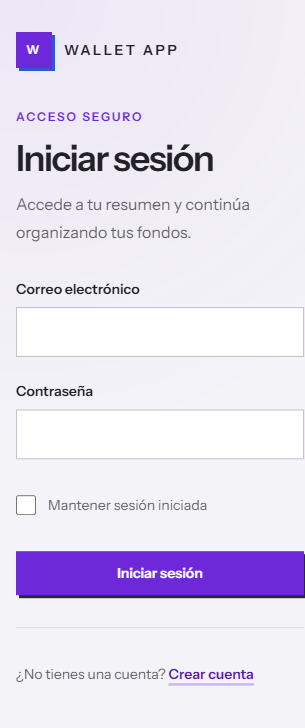 W WALLET APP
ACCESO SEGURO
Iniciar sesión
Accede a tu resumen y continúa
organizando tus fondos.
Correo electrónico
Contraseña
Mantener sesión iniciada
Iniciar sesión
¿No tienes una cuenta? Crear cuenta